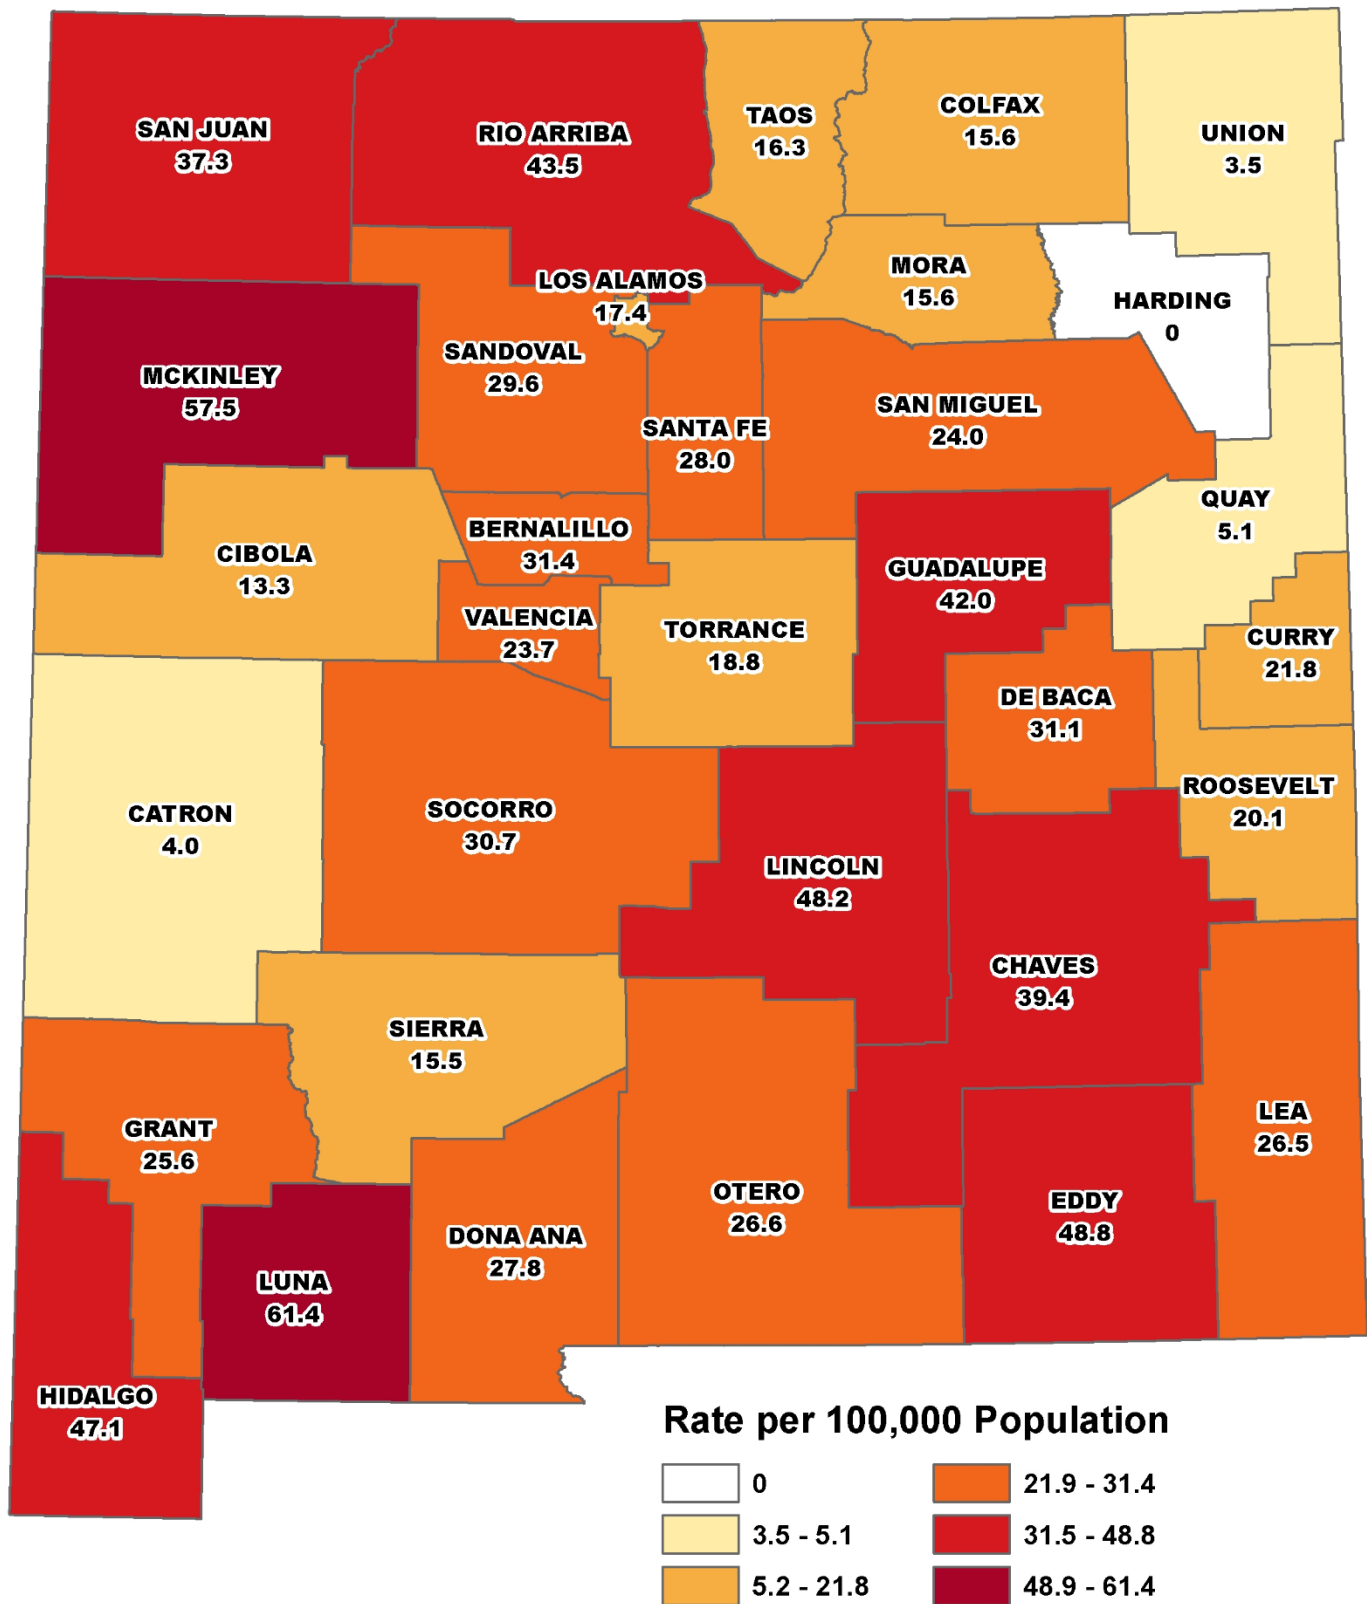 SAN JUAN
37.3
RIO ARRIBA
43.5
TAOS
16.3
COLFAX
15.6
UNION
3.5
LOS ALAMOS
17.4
MORA
15.6
HARDING
0
MCKINLEY
57.5
SANDOVAL
29.6
SANTA FE
28.0
SAN MIGUEL
24.0
QUAY
5.1
CIBOLA
13.3
BERNALILLO
31.4
VALENCIA
23.7
TORRANCE
18.8
GUADALUPE
42.0
CURRY
21.8
DE BACA
31.1
ROOSEVELT
20.1
CATRON
4.0
SOCORRO
30.7
LINCOLN
48.2
CHAVES
39.4
SIERRA
15.5
GRANT
25.6
LEA
26.5
OTERO
26.6
EDDY
48.8
DONA ANA
27.8
LUNA
61.4
HIDALGO
47.1
Rate per 100,000 Population
0
3.5 - 5.1
5.2 - 21.8
21.9 - 31.4
31.5 - 48.8
48.9 - 61.4